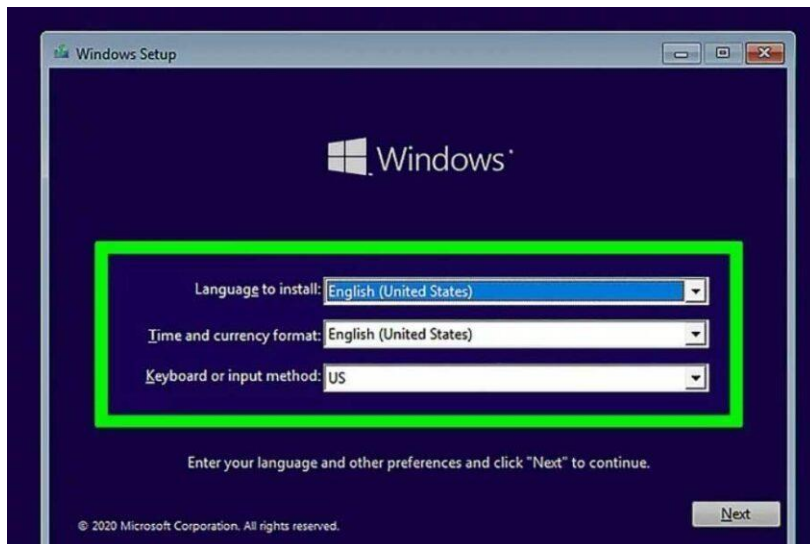 Windows Setup
Windows
Language to install: English (United States)
Time and currency format: English (United States)
Keyboard or input method: US
Enter your language and other preferences and click "Next" to continue.
Next
© 2020 Microsoft Corporation. All rights reserved.